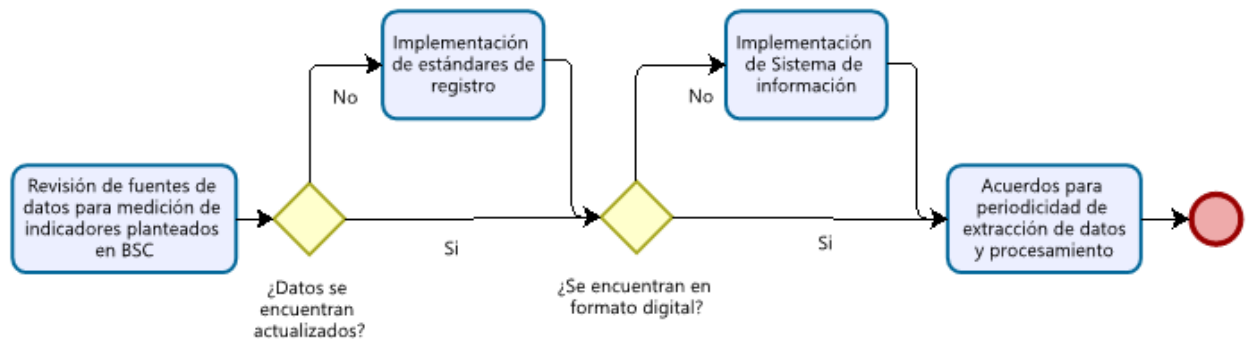 Implementación
de estándares de
registro
Implementación
de Sistema de
información
No
No
Revisión de fuentes de
datos para medición de
indicadores planteados
en BSC
Acuerdos para
periodicidad de
extracción de datos
y procesamiento
Si
Si
¿Datos se
encuentran
actualizados?
¿Se encuentran en
formato digital?